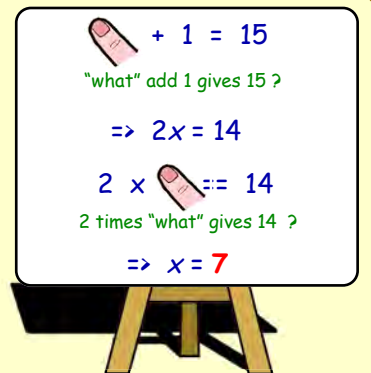 + 1 = 15
“what” add 1 gives 15 ?
=> 2x = 14
2 x == 14
2 times “what” gives 14 ?
=> x = 7